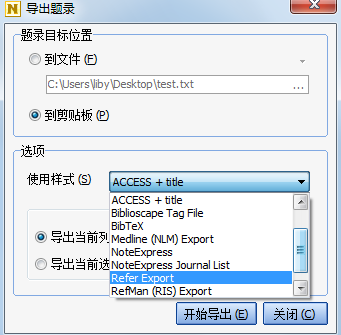 N 导出题录
题录目标位置
到文件 (F)
C:\Users\liby\Desktop\test.txt ...
到剪贴板 (P)
选项
使用样式 (S) ACCESS + title
ACCESS + title
Biblioscape Tag File
BibTeX
Medline (NLM) Export
NoteExpress
导出当前列
NoteExpress Journal List
Refer Export
导出当前选
RefMan (RIS) Export
开始导出 (E) 关闭 (C)